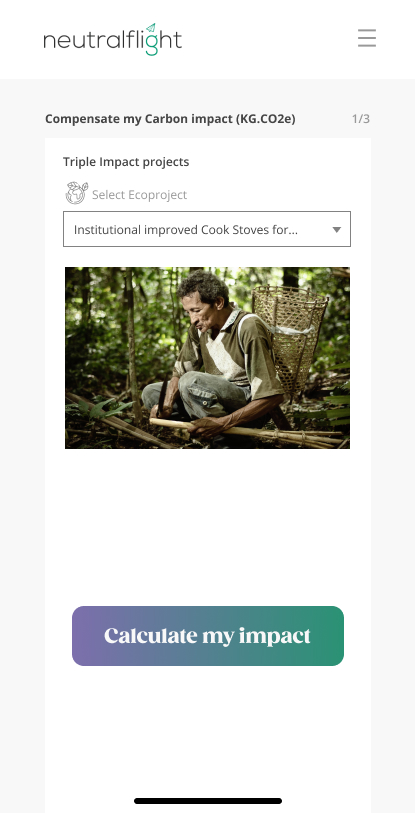 neutralflight
Compensate my Carbon impact (KG.CO2e)
1/3
Triple Impact projects
Select Ecoproject
Institutional improved Cook Stoves for...
Calculate my impact